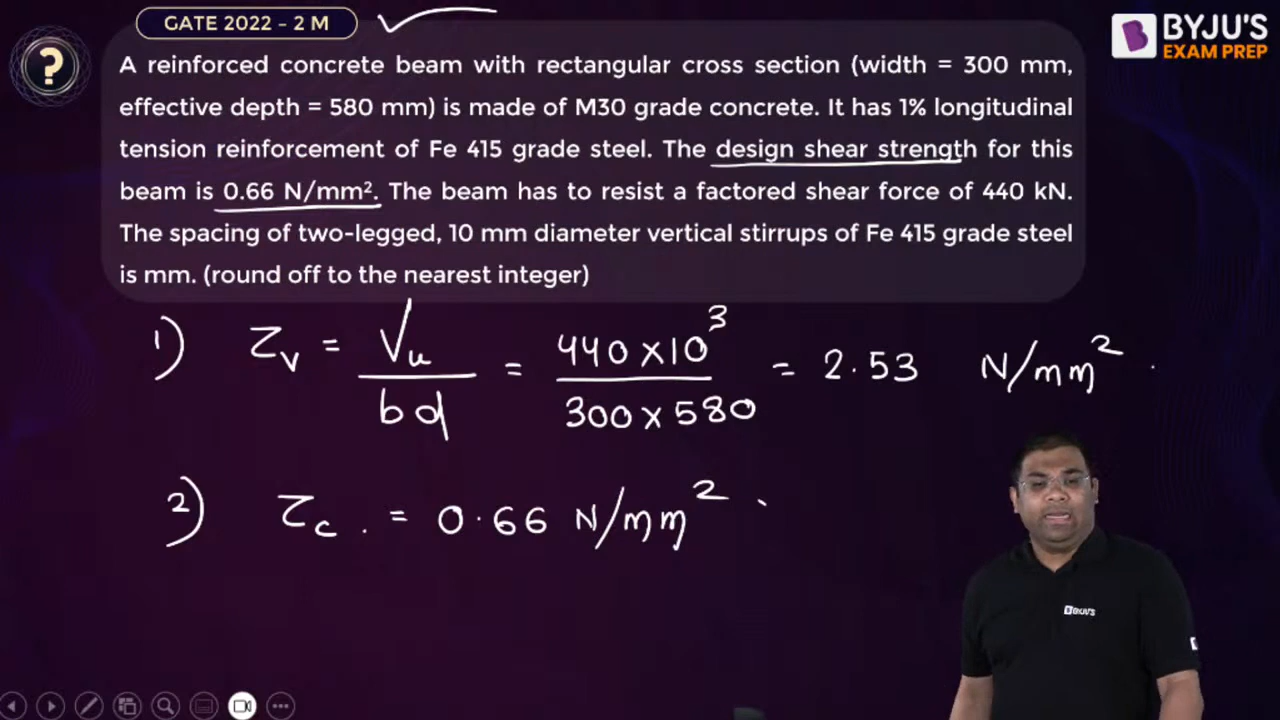 GATE 2022 – 2 M
BYJU'S
EXAM PREP
?
A reinforced concrete beam with rectangular cross section (width = 300 mm,
effective depth = 580 mm) is made of M30 grade concrete. It has 1% longitudinal
tension reinforcement of Fe 415 grade steel. The design shear strength for this
beam is 0.66 N/mm². The beam has to resist a factored shear force of 440 kN.
The spacing of two-legged, 10 mm diameter vertical stirrups of Fe 415 grade steel
is mm. (round off to the nearest integer)
1) τv = Vu / bd = 440 × 10³ / 300 × 580 = 2.53 N/mm².
2) τc = 0.66 N/mm².
BYJU'S